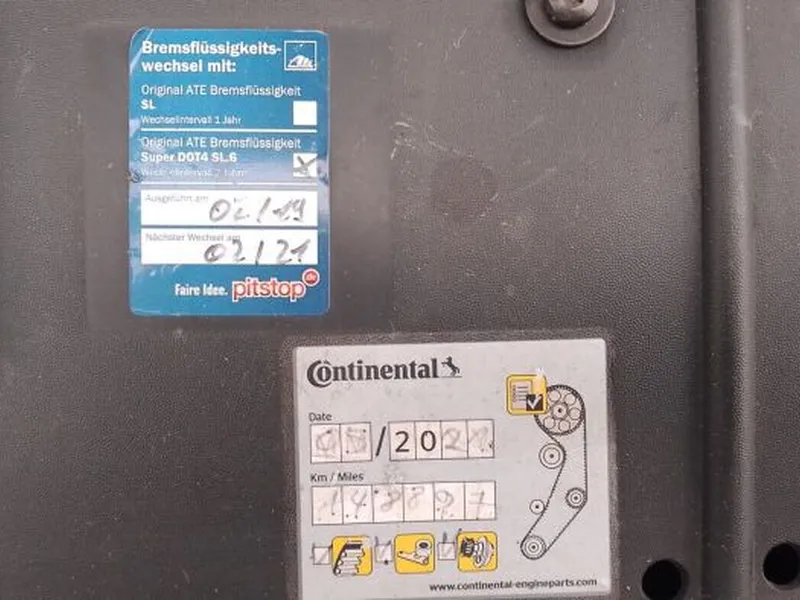 Bremsflüssigkeits-
wechsel mit:
Original ATE Bremsflüssigkeit
SL
Wechselintervall 1 Jahr
Original ATE Bremsflüssigkeit
Super DOT4 SL.6
Ausgeführt am
02/19
Nächster Wechsel am
02/21
Faire Idee. pitstop.de
Continental
Date
/20
Km / Miles
www.continental-engineparts.com